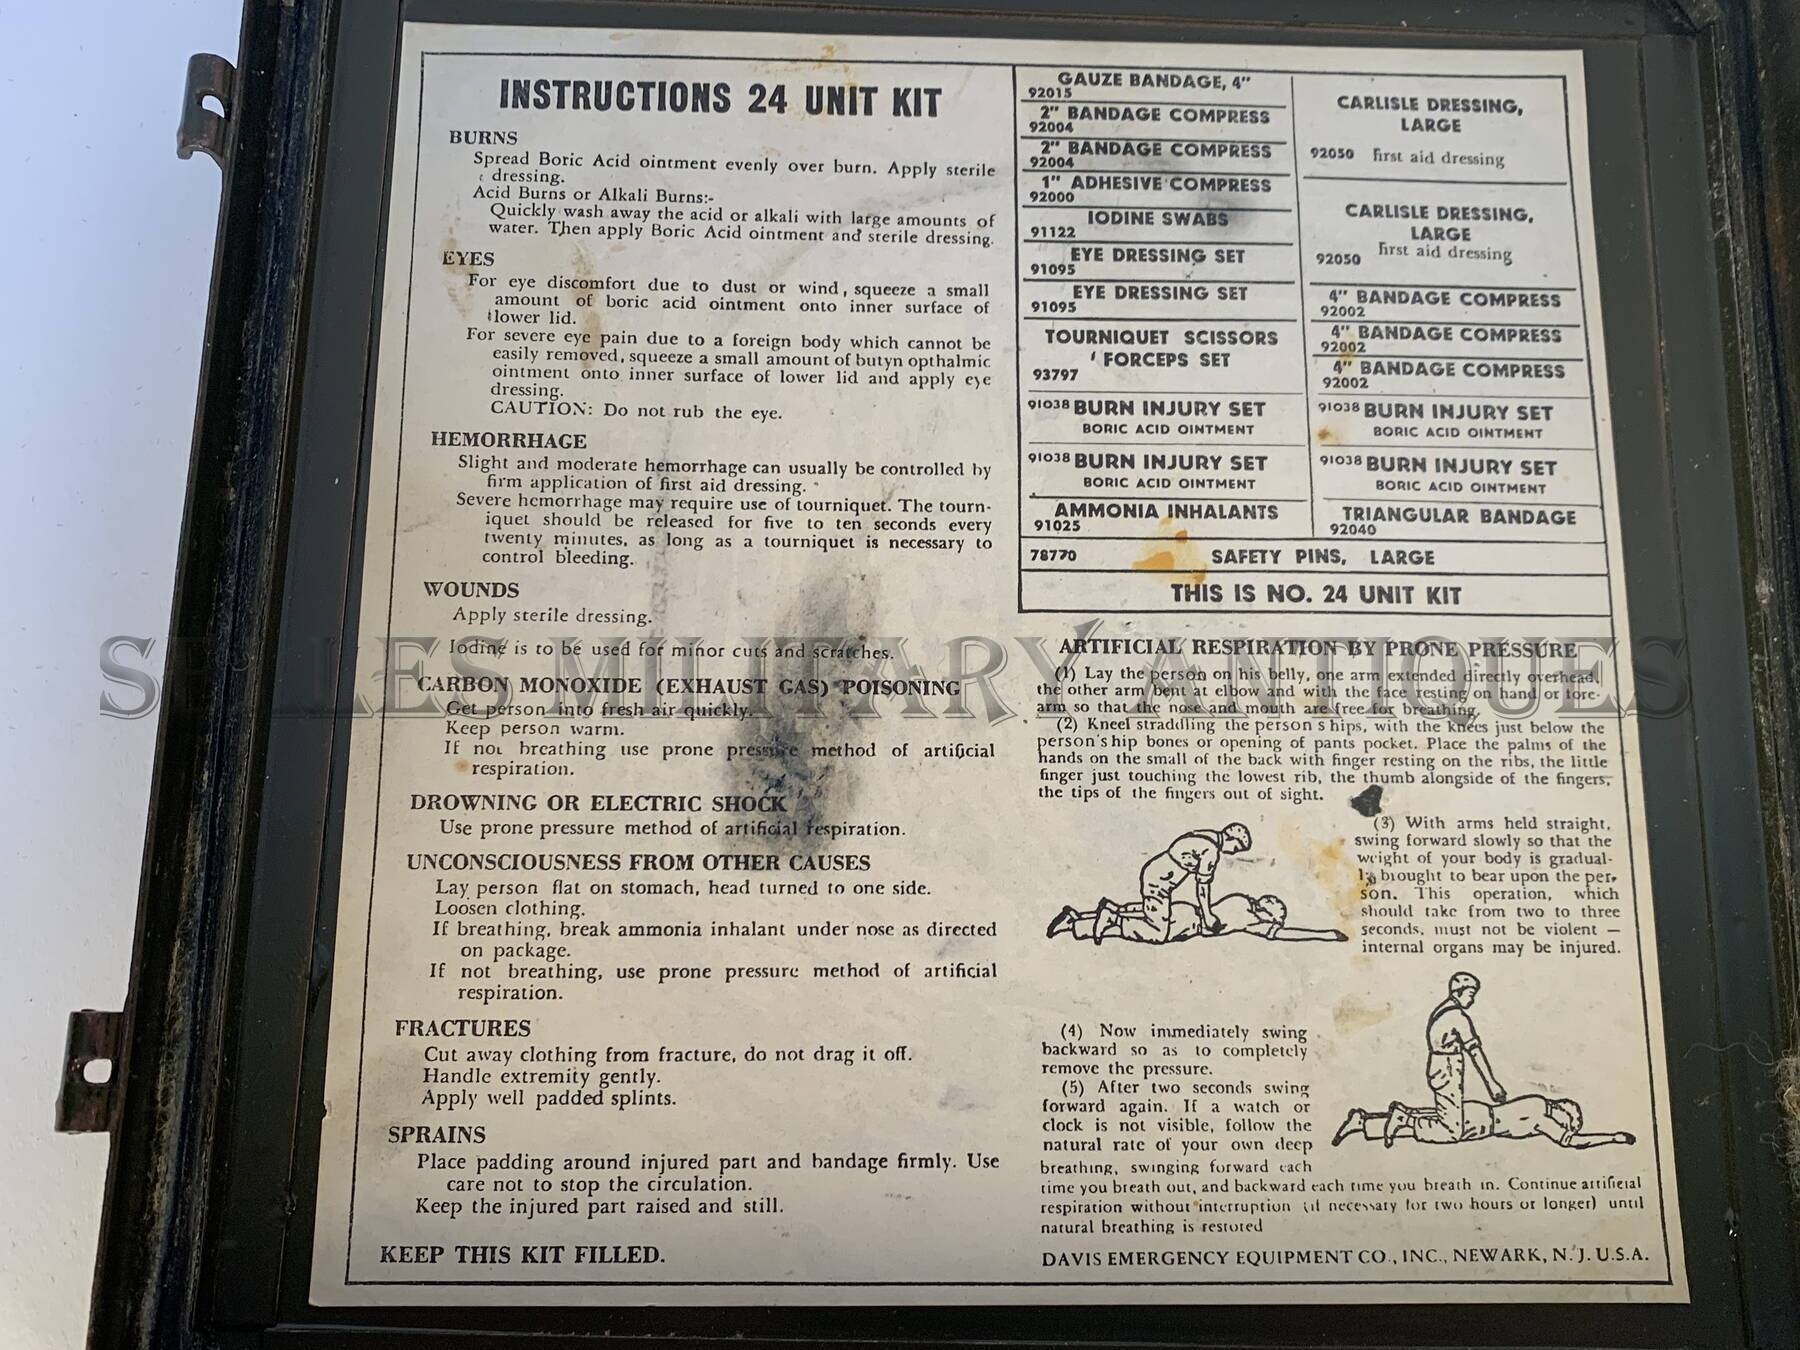 INSTRUCTIONS 24 UNIT KIT
BURNS
Spread Boric Acid ointment evenly over burn. Apply sterile
dressing.
Acid Burns or Alkali Burns:-
Quickly wash away the acid or alkali with large amounts of
water. Then apply Boric Acid ointment and sterile dressing.
EYES
For eye discomfort due to dust or wind, squeeze a small
amount of boric acid ointment onto inner surface of
lower lid.
For severe eye pain due to a foreign body which cannot be
easily removed, squeeze a small amount of butyn opthalmic
ointment onto inner surface of lower lid and apply eye
dressing.
CAUTION: Do not rub the eye.
HEMORRHAGE
Slight and moderate hemorrhage can usually be controlled by
firm application of first aid dressing.
Severe hemorrhage may require use of tourniquet. The tourn-
iquet should be released for five to ten seconds every
twenty minutes, as long as a tourniquet is necessary to
control bleeding.
WOUNDS
Apply sterile dressing.
Iodine is to be used for minor cuts and scratches.
CARBON MONOXIDE (EXHAUST GAS) POISONING
Get person into fresh air quickly.
Keep person warm.
If not breathing use prone pressure method of artificial
respiration.
DROWNING OR ELECTRIC SHOCK
Use prone pressure method of artificial respiration.
UNCONSCIOUSNESS FROM OTHER CAUSES
Lay person flat on stomach, head turned to one side.
Loosen clothing.
If breathing, break ammonia inhalant under nose as directed
on package.
If not breathing, use prone pressure method of artificial
respiration.
FRACTURES
Cut away clothing from fracture, do not drag it off.
Handle extremity gently.
Apply well padded splints.
SPRAINS
Place padding around injured part and bandage firmly. Use
care not to stop the circulation.
Keep the injured part raised and still.
KEEP THIS KIT FILLED.
GAUZE BANDAGE, 4"
92015
2" BANDAGE COMPRESS
92004
2" BANDAGE COMPRESS
92004
1" ADHESIVE COMPRESS
92000
IODINE SWABS
91122
EYE DRESSING SET
91095
EYE DRESSING SET
91095
TOURNIQUET SCISSORS
FORCEPS SET
93797
91038 BURN INJURY SET
BORIC ACID OINTMENT
91038 BURN INJURY SET
BORIC ACID OINTMENT
AMMONIA INHALANTS
91025
CARLISLE DRESSING,
LARGE
92050 first aid dressing
CARLISLE DRESSING,
LARGE
92050 first aid dressing
4" BANDAGE COMPRESS
92002
4" BANDAGE COMPRESS
92002
4" BANDAGE COMPRESS
92002
91038 BURN INJURY SET
BORIC ACID OINTMENT
91038 BURN INJURY SET
BORIC ACID OINTMENT
TRIANGULAR BANDAGE
92040
78770 SAFETY PINS, LARGE
THIS IS NO. 24 UNIT KIT
ARTIFICIAL RESPIRATION BY PRONE PRESSURE
(1) Lay the person on his belly, one arm extended directly overhead,
the other arm bent at elbow and with the face resting on hand or fore-
arm so that the nose and mouth are free for breathing.
(2) Kneel straddling the person s hips, with the knees just below the
person's hip bones or opening of pants pocket. Place the palms of the
hands on the small of the back with finger resting on the ribs, the little
finger just touching the lowest rib, the thumb alongside of the fingers,
the tips of the fingers out of sight.
(3) With arms held straight,
swing forward slowly so that the
weight of your body is gradual-
ly brought to bear upon the per-
son. This operation, which
should take from two to three
seconds, must not be violent —
internal organs may be injured.
(4) Now immediately swing
backward so as to completely
remove the pressure.
(5) After two seconds swing
forward again. If a watch or
clock is not visible, follow the
natural rate of your own deep
breathing, swinging forward each
time you breath out, and backward each time you breath in. Continue artificial
respiration without interruption (if necessary for two hours or longer) until
natural breathing is restored
DAVIS EMERGENCY EQUIPMENT CO., INC., NEWARK, N. J. U.S.A.
SELLES MILITARY ANTIQUES